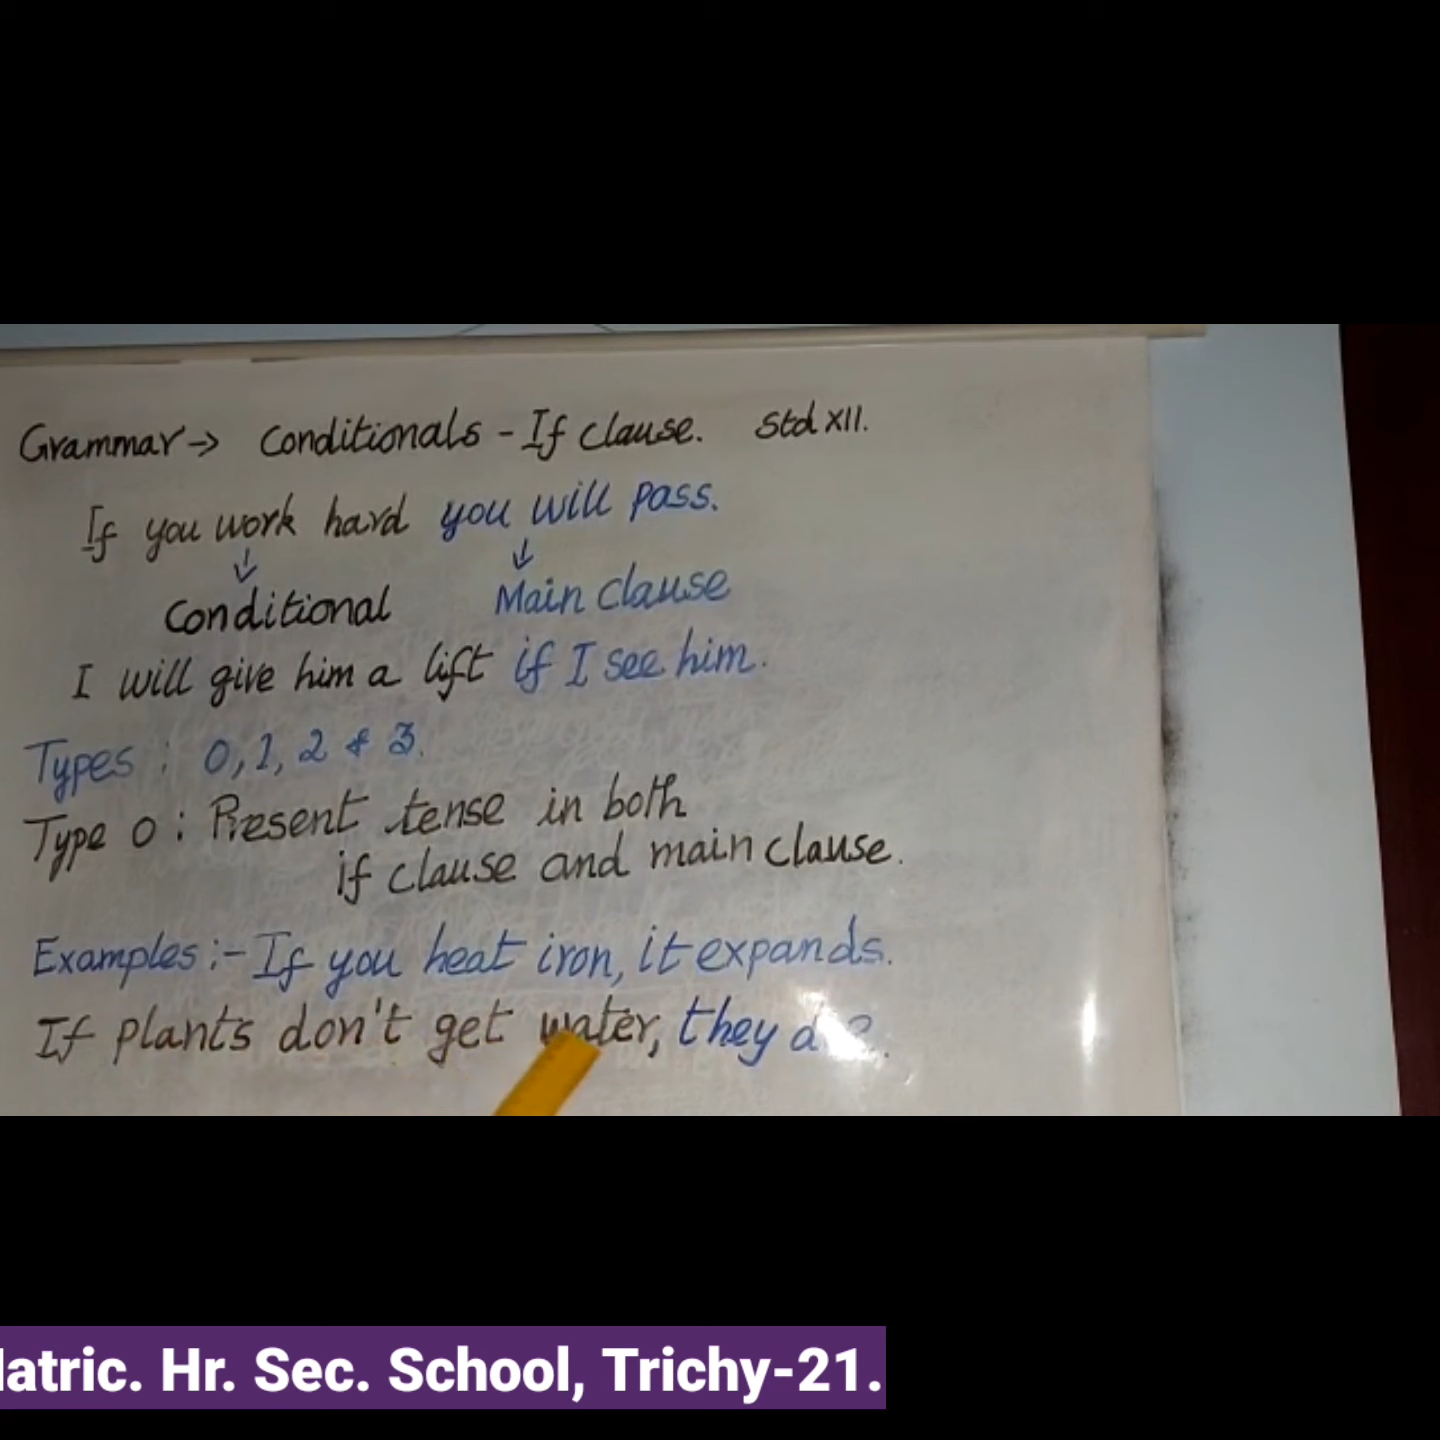 Grammar → Conditionals - If clause. Std XII.
If you work hard you will pass.
↓ ↓
Conditional Main clause
I will give him a lift if I see him.
Types : 0, 1, 2 & 3.
Type 0 : Present tense in both
if clause and main clause.
Examples :- If you heat iron, it expands.
If plants don't get water, they die.
Matric. Hr. Sec. School, Trichy-21.